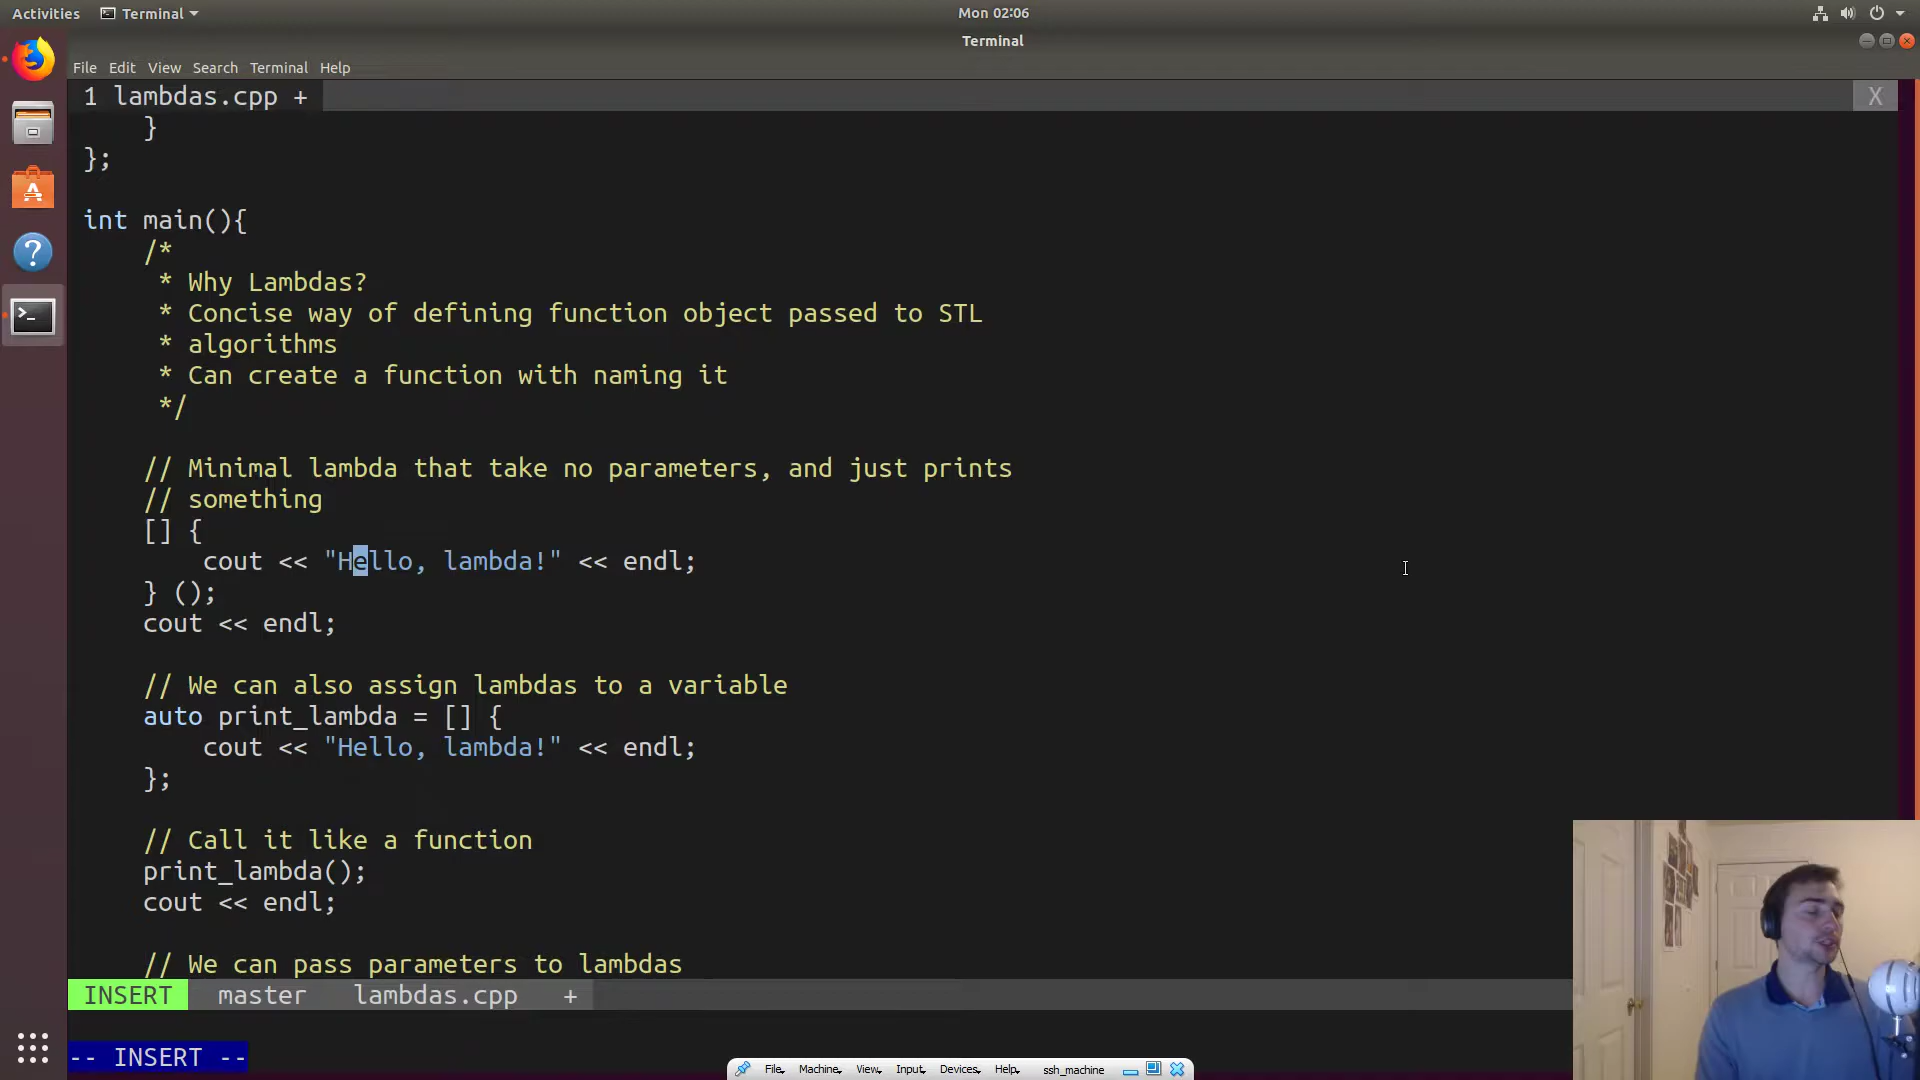 Activities Terminal Mon 02:06
Terminal
File Edit View Search Terminal Help
1 lambdas.cpp + X
}
};
int main(){
/*
* Why Lambdas?
* Concise way of defining function object passed to STL
* algorithms
* Can create a function with naming it
*/
// Minimal lambda that take no parameters, and just prints
// something
[] {
cout << "Hello, lambda!" << endl;
} ();
cout << endl;
// We can also assign lambdas to a variable
auto print_lambda = [] {
cout << "Hello, lambda!" << endl;
};
// Call it like a function
print_lambda();
cout << endl;
// We can pass parameters to lambdas
INSERT master lambdas.cpp +
-- INSERT --
File Machine View Input Devices Help ssh_machine